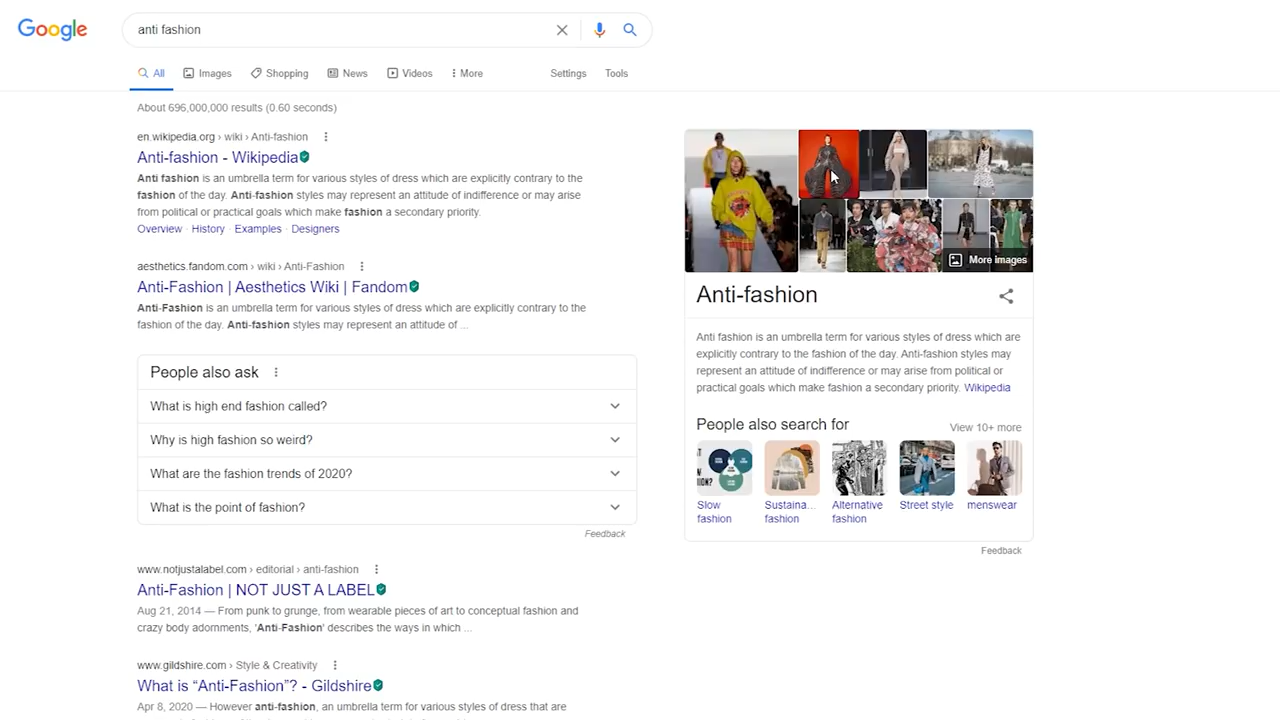 Google
anti fashion
All
Images
Shopping
News
Videos
More
Settings
Tools
About 696,000,000 results (0.60 seconds)
en.wikipedia.org › wiki › Anti-fashion
Anti-fashion - Wikipedia
Anti fashion is an umbrella term for various styles of dress which are explicitly contrary to the
fashion of the day. Anti-fashion styles may represent an attitude of indifference or may arise
from political or practical goals which make fashion a secondary priority.
Overview · History · Examples · Designers
aesthetics.fandom.com › wiki › Anti-Fashion
Anti-Fashion | Aesthetics Wiki | Fandom
Anti-Fashion is an umbrella term for various styles of dress which are explicitly contrary to the
fashion of the day. Anti-fashion styles may represent an attitude of ...
People also ask
What is high end fashion called?
Why is high fashion so weird?
What are the fashion trends of 2020?
What is the point of fashion?
Feedback
www.notjustalabel.com › editorial › anti-fashion
Anti-Fashion | NOT JUST A LABEL
Aug 21, 2014 — From punk to grunge, from wearable pieces of art to conceptual fashion and
crazy body adornments, 'Anti-Fashion' describes the ways in which ...
www.gildshire.com › Style & Creativity
What is “Anti-Fashion”? - Gildshire
Apr 8, 2020 — However anti-fashion, an umbrella term for various styles of dress that are
More images
Anti-fashion
Anti fashion is an umbrella term for various styles of dress which are
explicitly contrary to the fashion of the day. Anti-fashion styles may
represent an attitude of indifference or may arise from political or
practical goals which make fashion a secondary priority. Wikipedia
People also search for
View 10+ more
Slow
fashion
Sustaina...
fashion
Alternative
fashion
Street style
menswear
Feedback